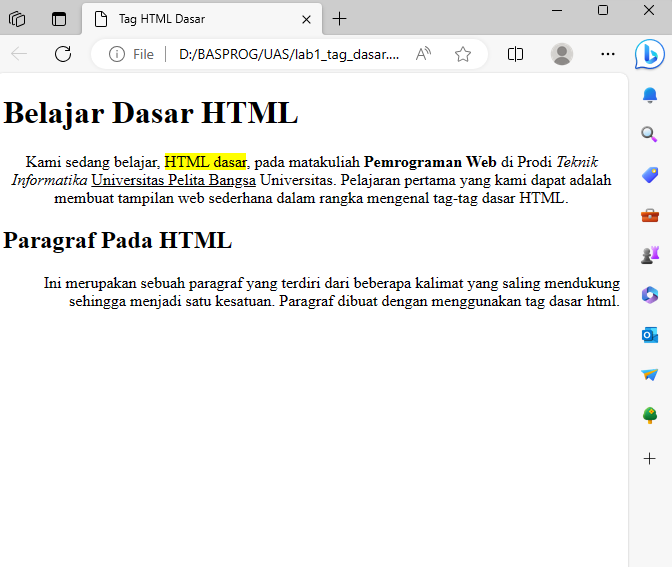 Tag HTML Dasar
File
D:/BASPROG/UAS/lab1_tag_dasar....
Belajar Dasar HTML
Kami sedang belajar, HTML dasar, pada matakuliah Pemrograman Web di Prodi Teknik
Informatika Universitas Pelita Bangsa Universitas. Pelajaran pertama yang kami dapat adalah
membuat tampilan web sederhana dalam rangka mengenal tag-tag dasar HTML.
Paragraf Pada HTML
Ini merupakan sebuah paragraf yang terdiri dari beberapa kalimat yang saling mendukung
sehingga menjadi satu kesatuan. Paragraf dibuat dengan menggunakan tag dasar html.